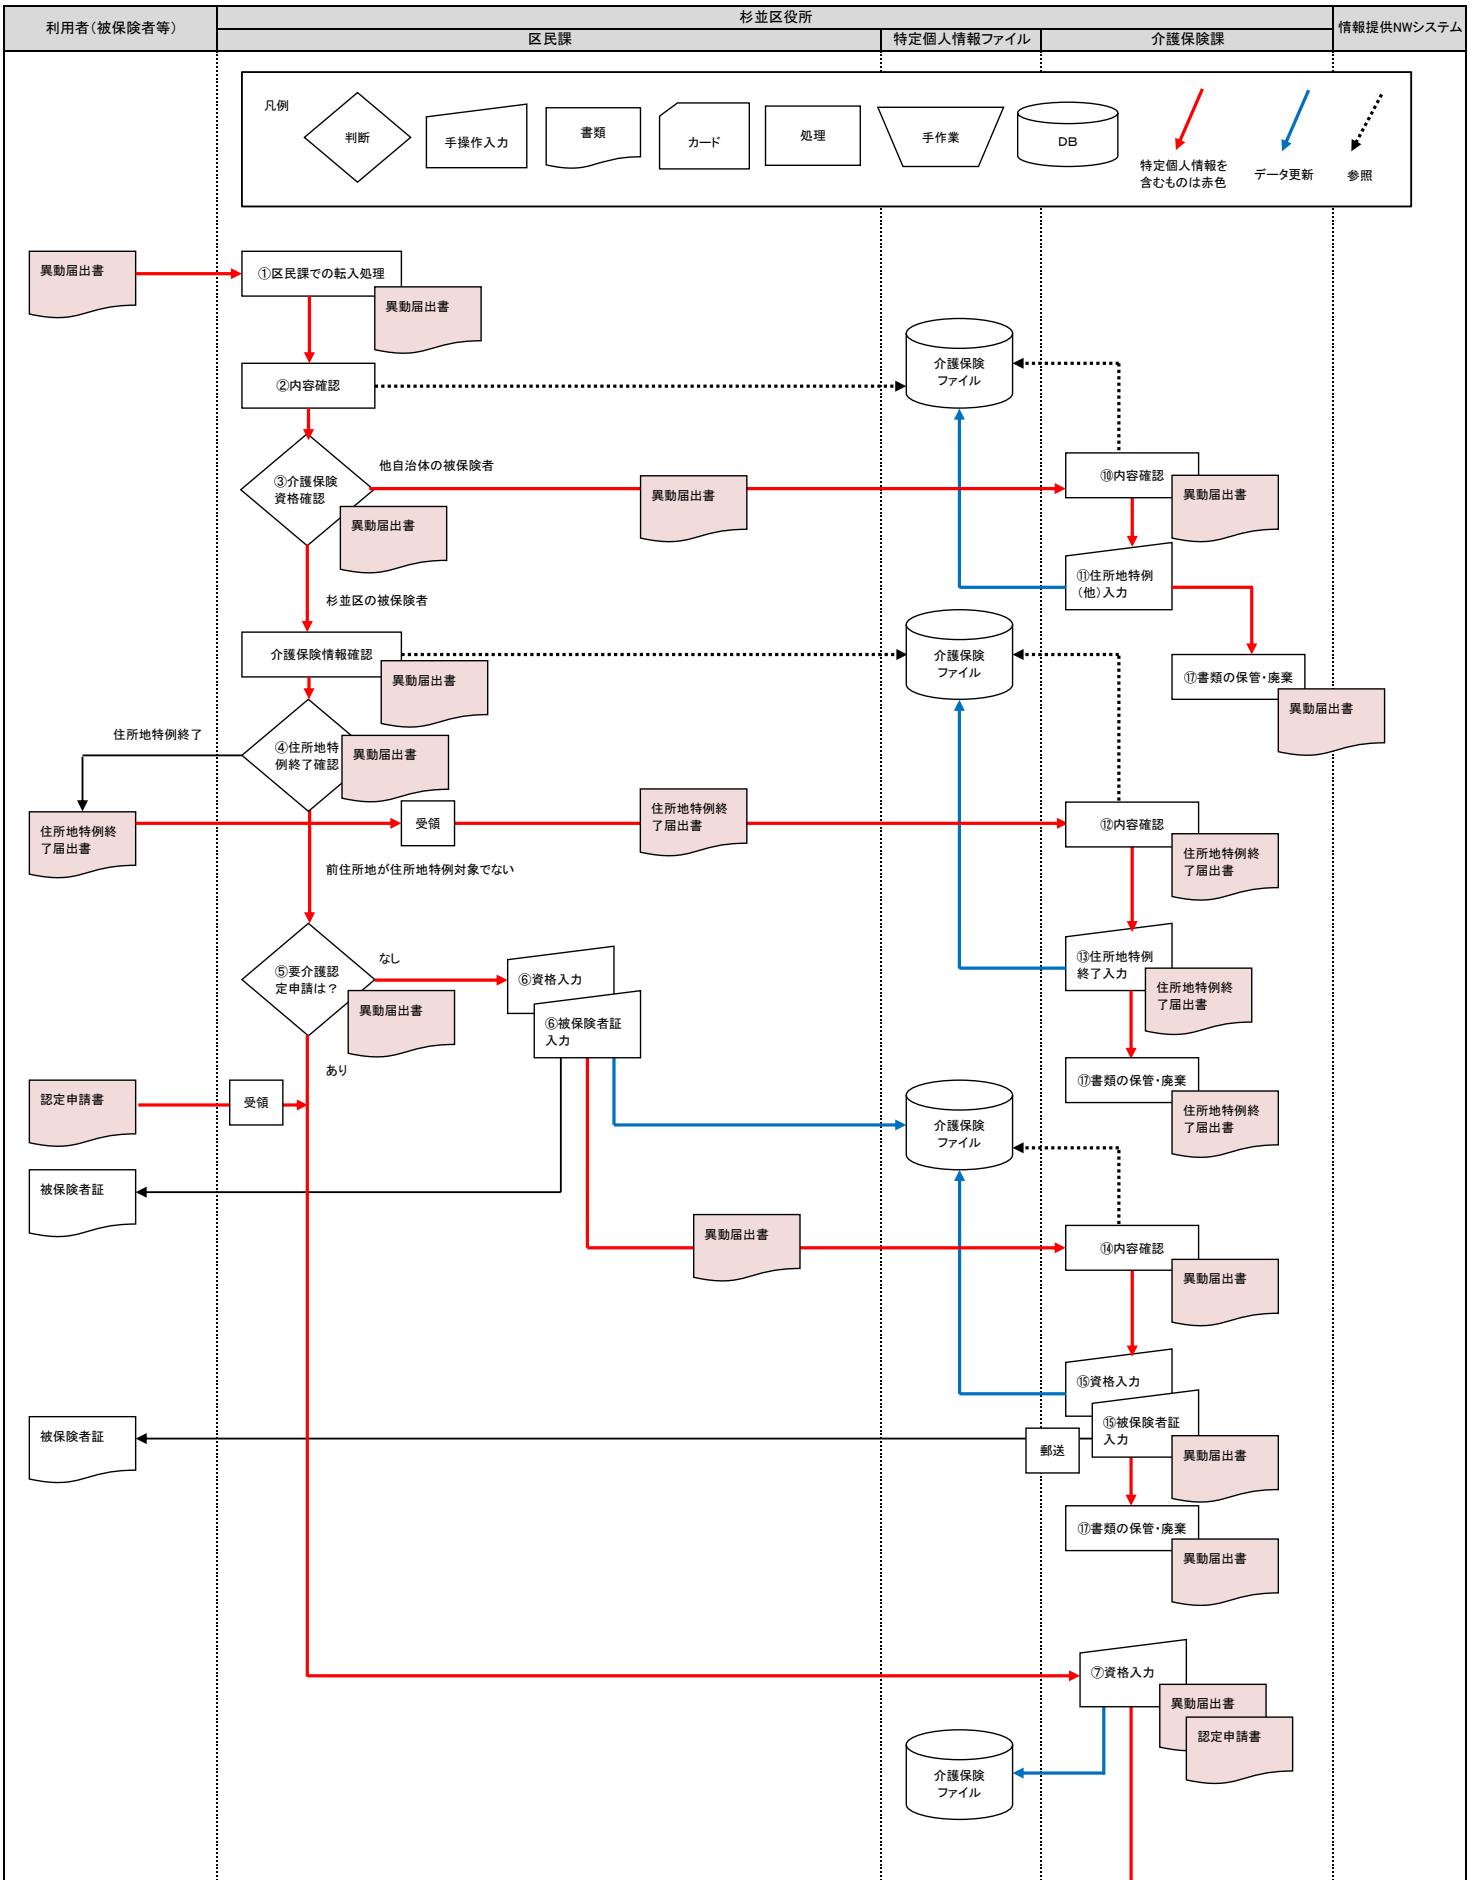 利用者（被保険者等）
杉並区役所
情報提供NWシステム
区民課
特定個人情報ファイル
介護保険課
凡例
判断
手操作入力
書類
カード
処理
手作業
DB
特定個人情報を
含むものは赤色
データ更新
参照
異動届出書
①区民課での転入処理
異動届出書
②内容確認
介護保険
ファイル
他自治体の被保険者
③介護保険
資格確認
異動届出書
異動届出書
⑩内容確認
異動届出書
⑪住所地特例
（他）入力
杉並区の被保険者
介護保険情報確認
異動届出書
介護保険
ファイル
⑰書類の保管・廃棄
異動届出書
住所地特例終了
④住所地特
例終了確認
異動届出書
住所地特例終
了届出書
受領
住所地特例終
了届出書
⑫内容確認
住所地特例終
了届出書
前住所地が住所地特例対象でない
⑤要介護認
定申請は？
異動届出書
なし
⑥資格入力
⑥被保険者証
入力
⑬住所地特例
終了入力
住所地特例終
了届出書
あり
認定申請書
受領
介護保険
ファイル
⑰書類の保管・廃棄
住所地特例終
了届出書
被保険者証
異動届出書
⑭内容確認
異動届出書
⑮資格入力
⑮被保険者証
入力
異動届出書
被保険者証
郵送
⑰書類の保管・廃棄
異動届出書
⑦資格入力
異動届出書
認定申請書
介護保険
ファイル